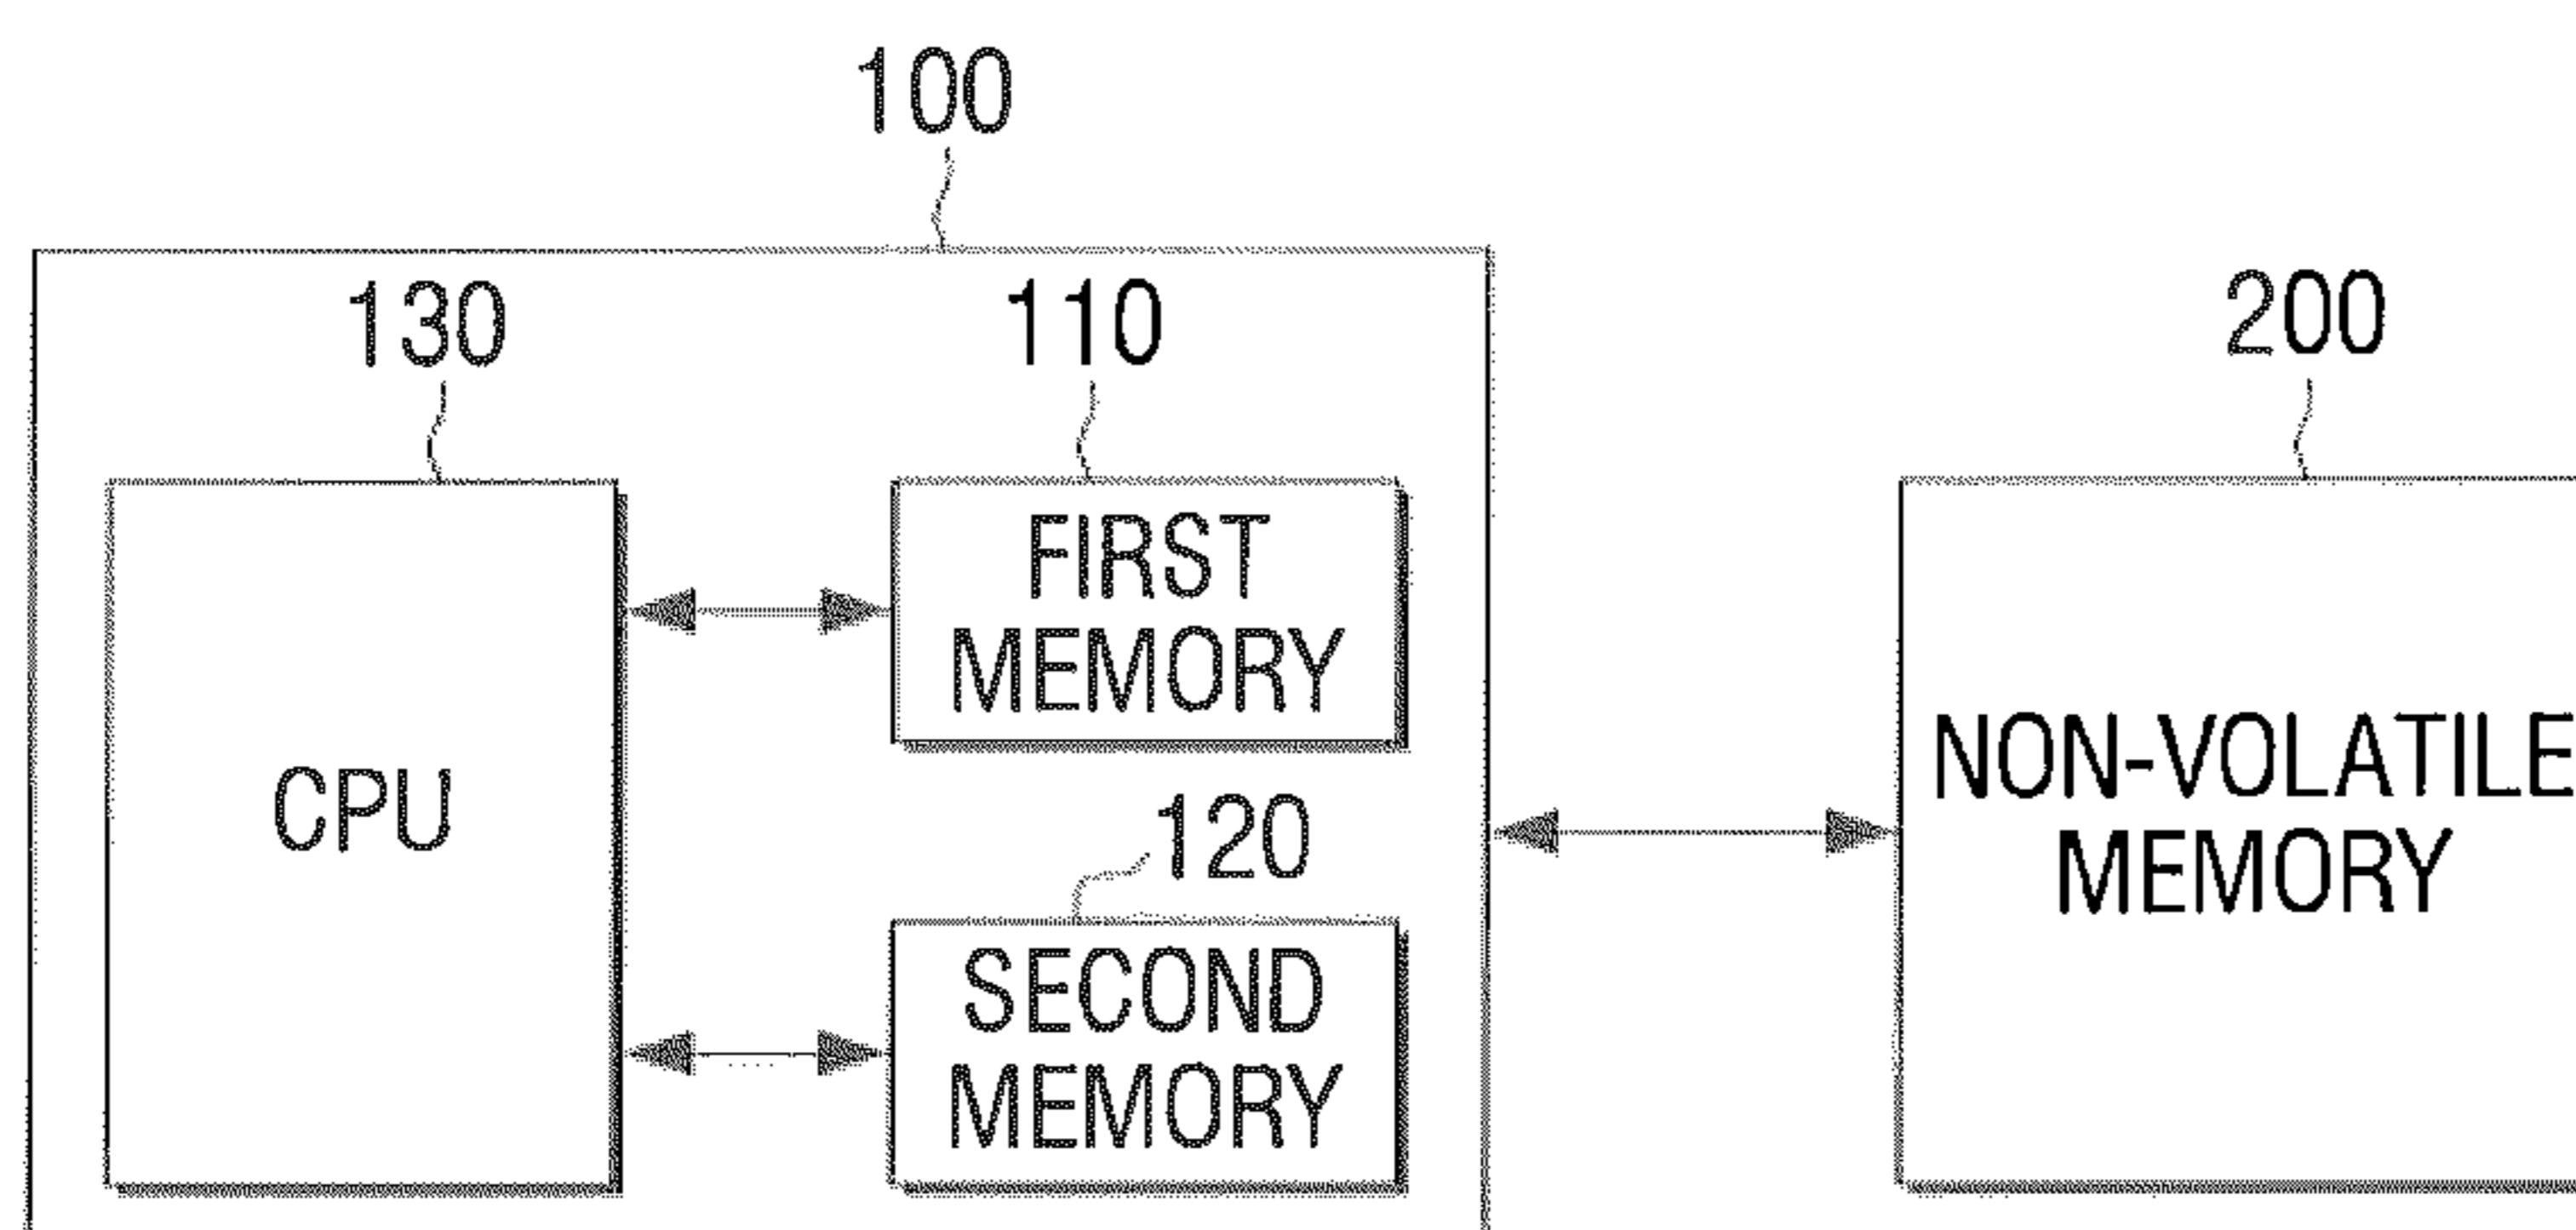 100
130
110
200
FIRST
MEMORY
CPU
NON-VOLATILE
MEMORY
120
SECOND
MEMORY